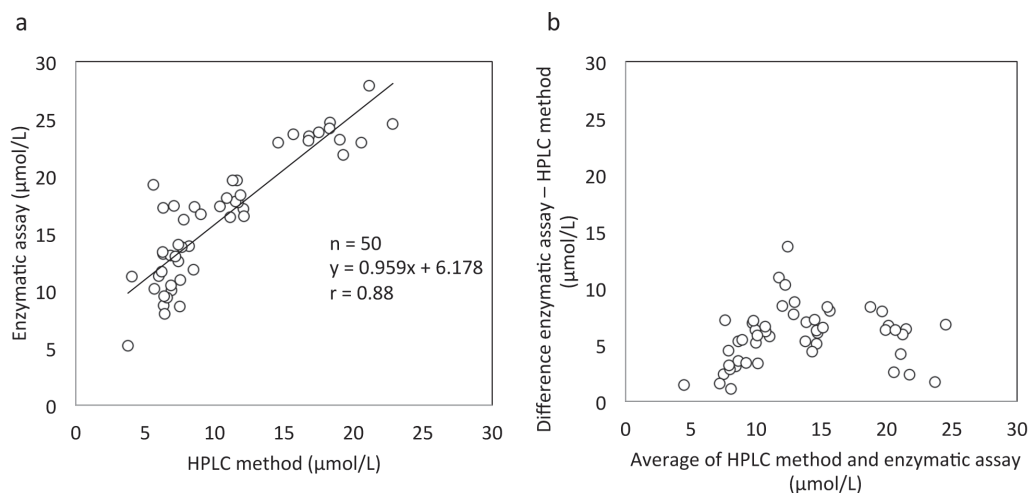 a
30
25
20
15
10
5
0
0 5 10 15 20 25 30
Enzymatic assay (µmol/L)
HPLC method (µmol/L)
n = 50
y = 0.959x + 6.178
r = 0.88
b
30
25
20
15
10
5
0
0 5 10 15 20 25 30
Difference enzymatic assay – HPLC method
(µmol/L)
Average of HPLC method and enzymatic assay
(µmol/L)